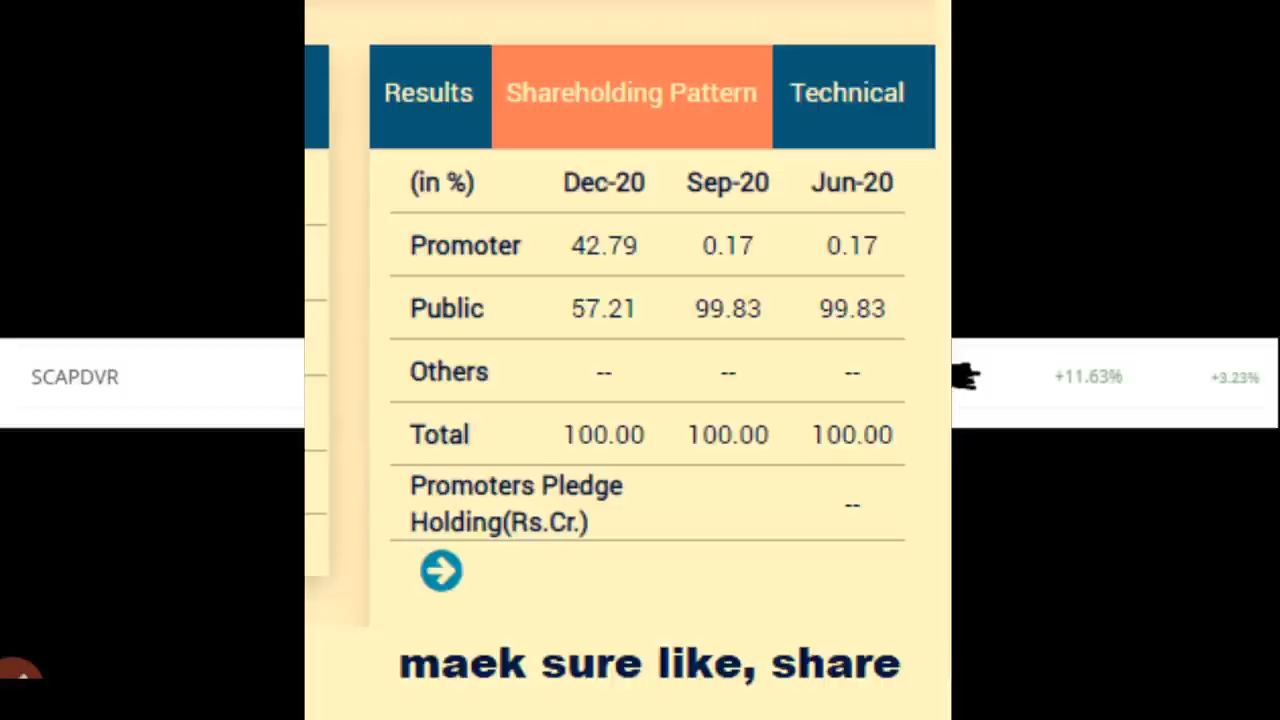 Results Shareholding Pattern Technical
(in %) Dec-20 Sep-20 Jun-20
Promoter 42.79 0.17 0.17
Public 57.21 99.83 99.83
SCAPDVR +11.63% +3.23%
Others -- -- --
Total 100.00 100.00 100.00
Promoters Pledge
Holding(Rs.Cr.) --
maek sure like, share